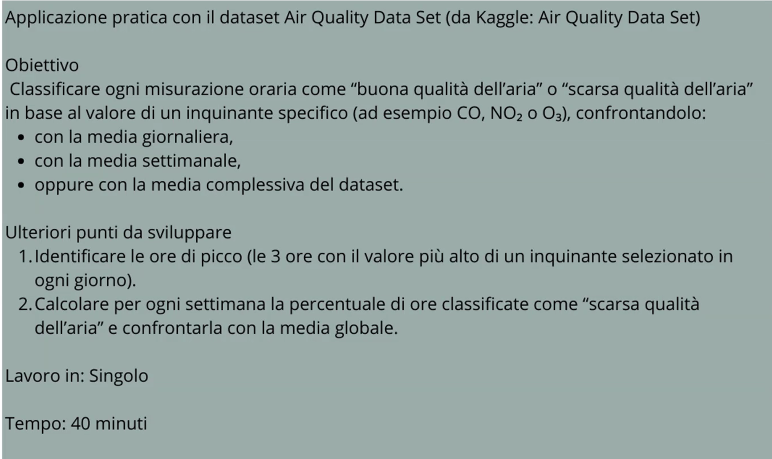 Applicazione pratica con il dataset Air Quality Data Set (da Kaggle: Air Quality Data Set)
Obiettivo
Classificare ogni misurazione oraria come “buona qualità dell’aria” o “scarsa qualità dell’aria”
in base al valore di un inquinante specifico (ad esempio CO, NO₂ o O₃), confrontandolo:
• con la media giornaliera,
• con la media settimanale,
• oppure con la media complessiva del dataset.
Ulteriori punti da sviluppare
1. Identificare le ore di picco (le 3 ore con il valore più alto di un inquinante selezionato in
ogni giorno).
2. Calcolare per ogni settimana la percentuale di ore classificate come “scarsa qualità
dell’aria” e confrontarla con la media globale.
Lavoro in: Singolo
Tempo: 40 minuti